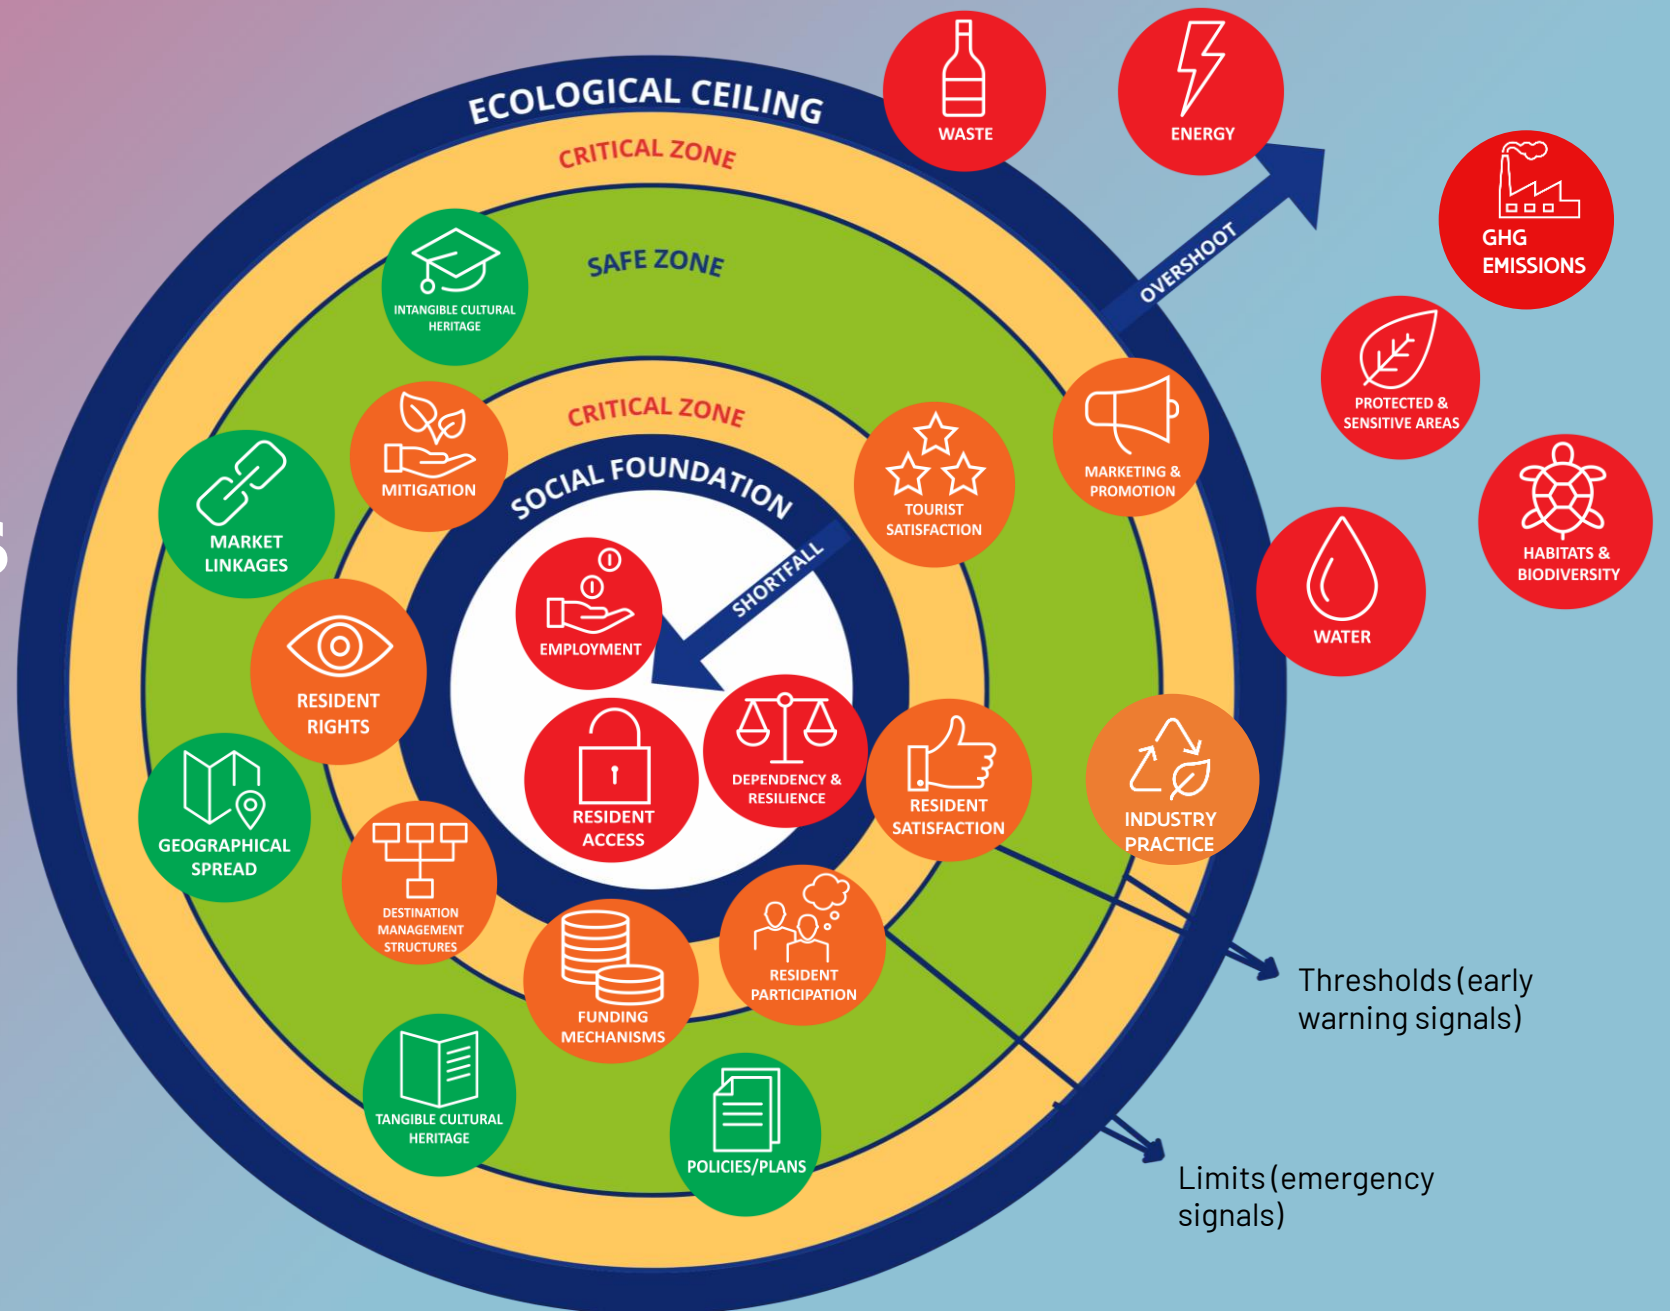 ECOLOGICAL CEILING
CRITICAL ZONE
SAFE ZONE
CRITICAL ZONE
SOCIAL FOUNDATION
WASTE
ENERGY
OVERSHOOT
GHG
EMISSIONS
PROTECTED &
SENSITIVE AREAS
HABITATS &
BIODIVERSITY
WATER
INTANGIBLE CULTURAL
HERITAGE
MITIGATION
MARKET
LINKAGES
S
TOURIST
SATISFACTION
MARKETING &
PROMOTION
SHORTFALL
EMPLOYMENT
RESIDENT
RIGHTS
RESIDENT
ACCESS
DEPENDENCY &
RESILIENCE
RESIDENT
SATISFACTION
INDUSTRY
PRACTICE
GEOGRAPHICAL
SPREAD
DESTINATION
MANAGEMENT
STRUCTURES
FUNDING
MECHANISMS
RESIDENT
PARTICIPATION
TANGIBLE CULTURAL
HERITAGE
POLICIES/PLANS
Thresholds (early
warning signals)
Limits (emergency
signals)